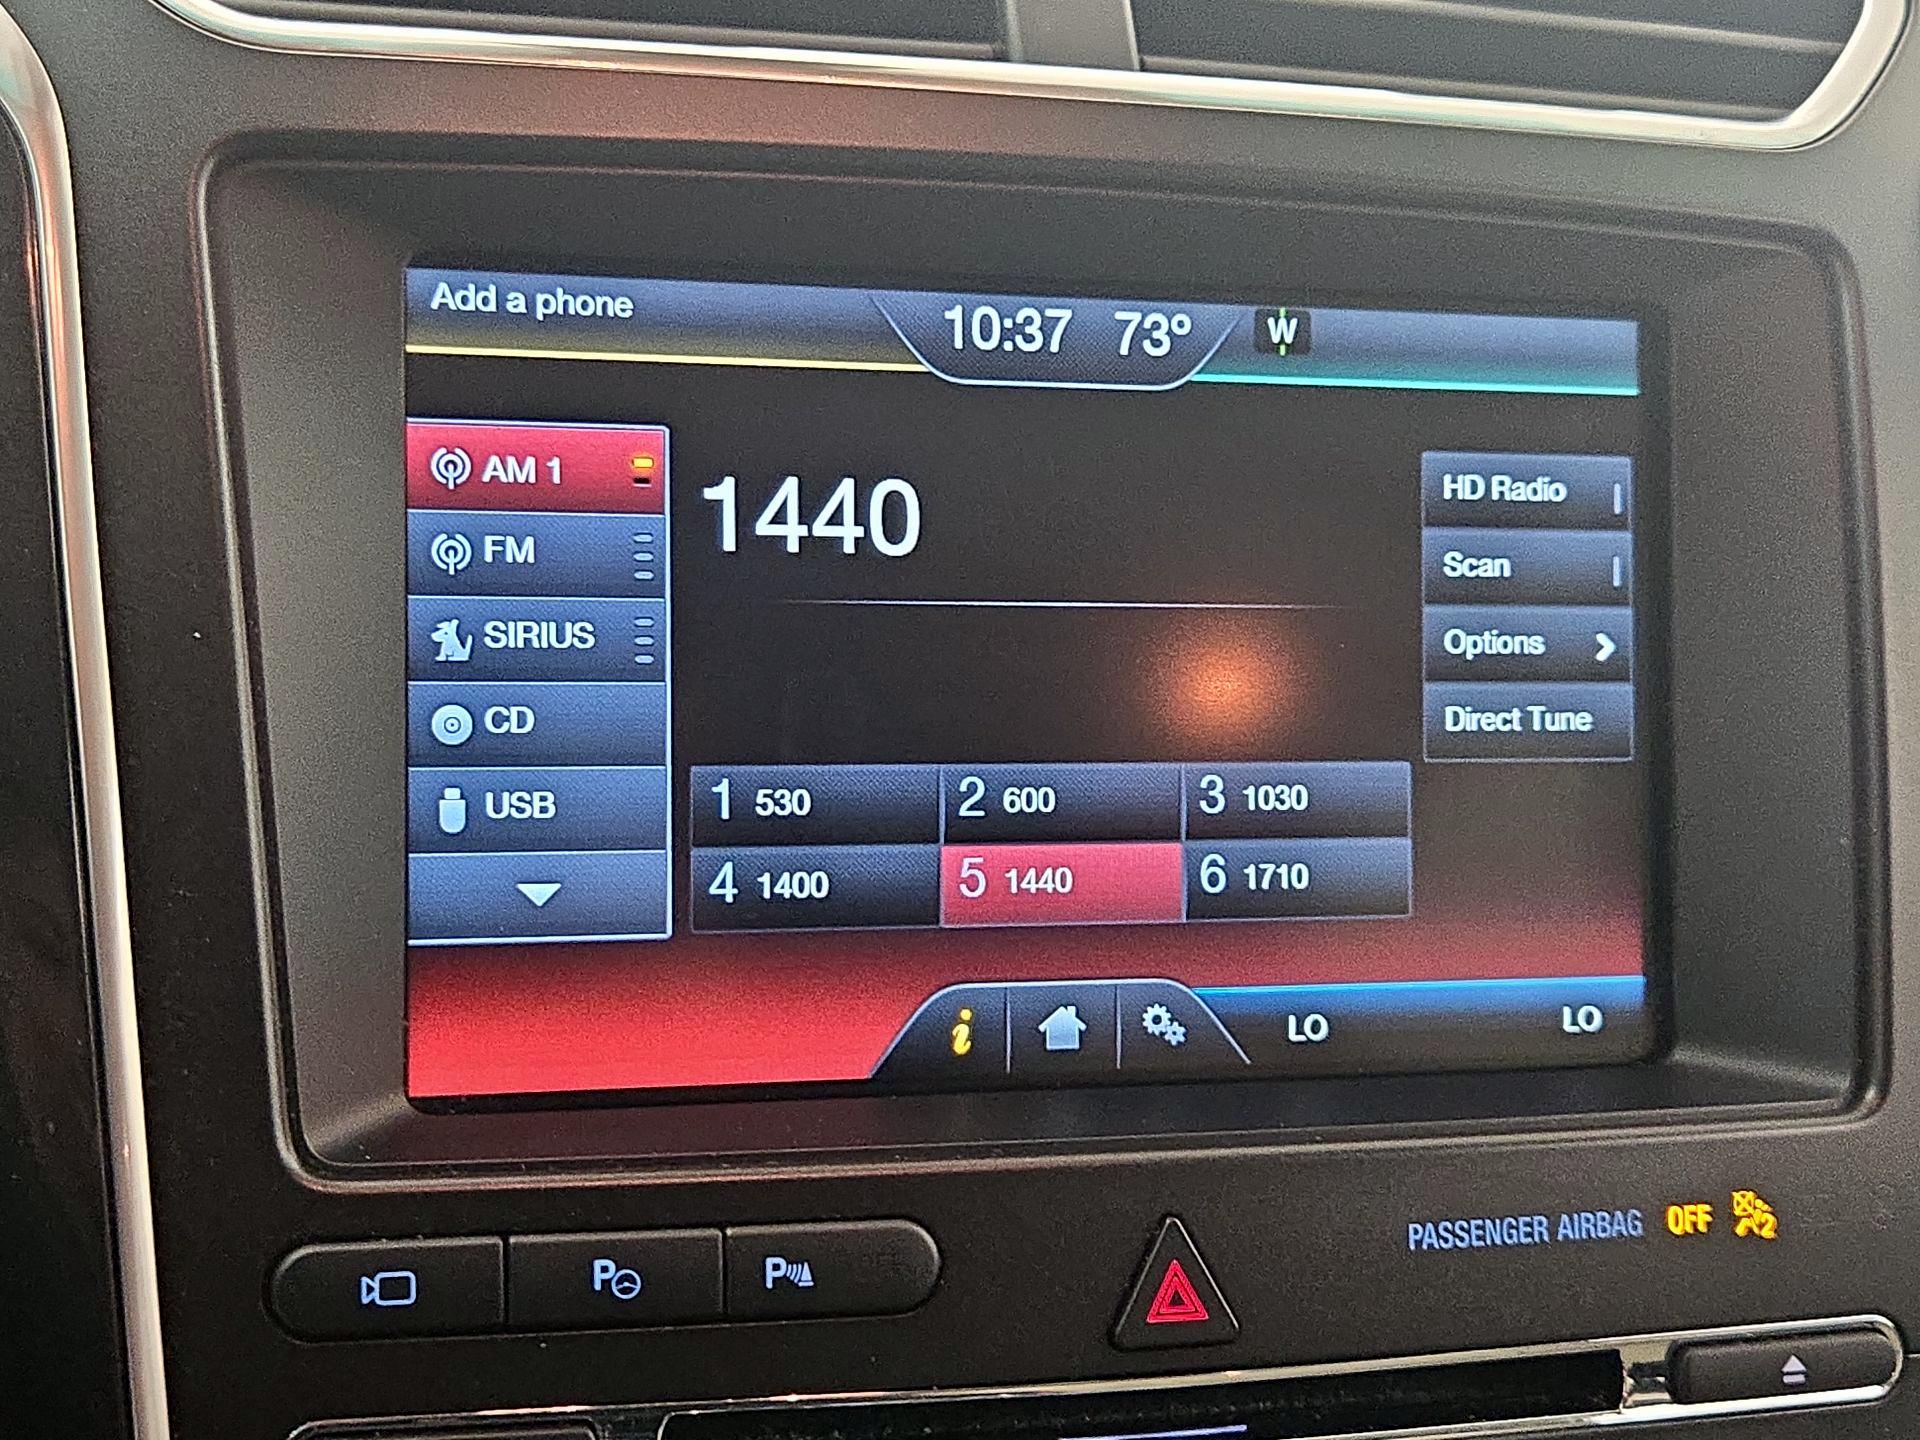 Add a phone
10:37 73° W
AM 1
FM
SIRIUS
CD
USB
1440
HD Radio
Scan
Options
Direct Tune
1 530
2 600
3 1030
4 1400
5 1440
6 1710
i
LO
LO
PASSENGER AIRBAG OFF 2
P
P